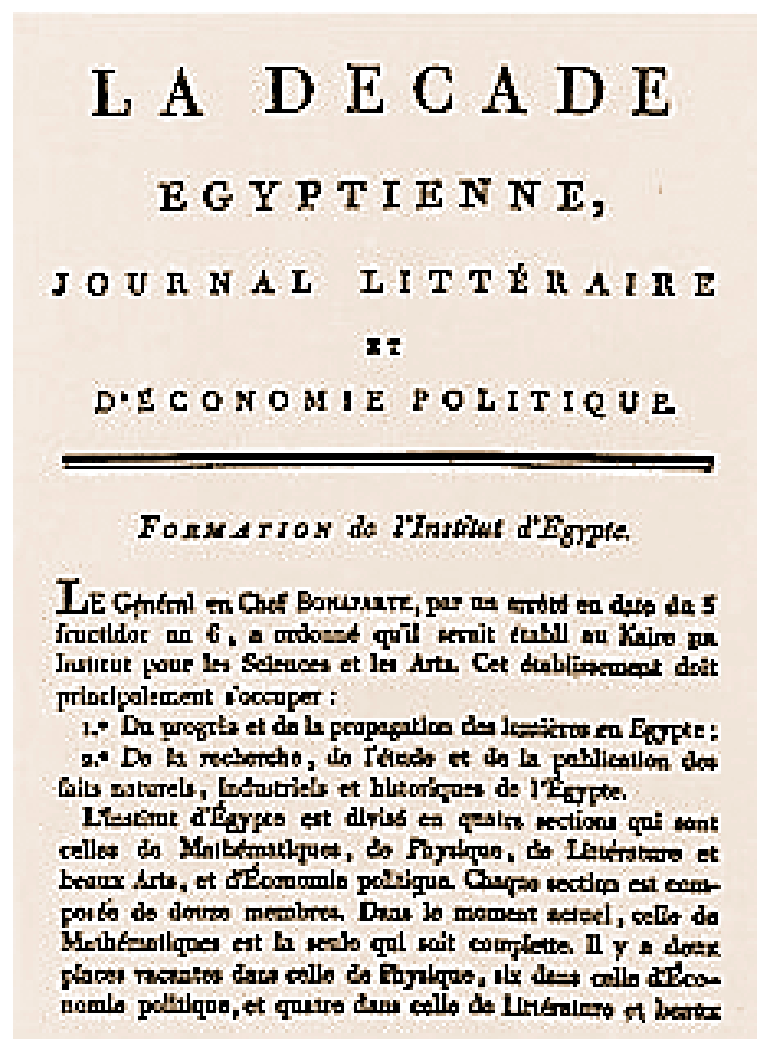 LA DECADE
EGYPTIENNE,
JOURNAL LITTÉRAIRE
ET
D'ÉCONOMIE POLITIQUE.
FORMATION de l'Institut d'Egypte.
LE Général en Chef BONAPARTE, par un arrêté en date du 5
fructidor an 6, a ordonné qu'il serait établi au Kaire un
Institut pour les Sciences et les Arts. Cet établissement doit
principalement s'occuper :
1.° Du progrès et de la propagation des lumières en Egypte ;
2.° De la recherche, de l'étude et de la publication des
faits naturels, industriels et historiques de l'Égypte.
L'institut d'Égypte est divisé en quatre sections qui sont
celles de Mathématiques, de Physique, de Littérature et
beaux Arts, et d'Économie politique. Chaque section est com-
posée de douze membres. Dans le moment actuel, celle de
Mathématiques est la seule qui soit complette. Il y a deux
places vacantes dans celle de Physique, six dans celle d'Éco-
nomie politique, et quatre dans celle de Littérature et beaux